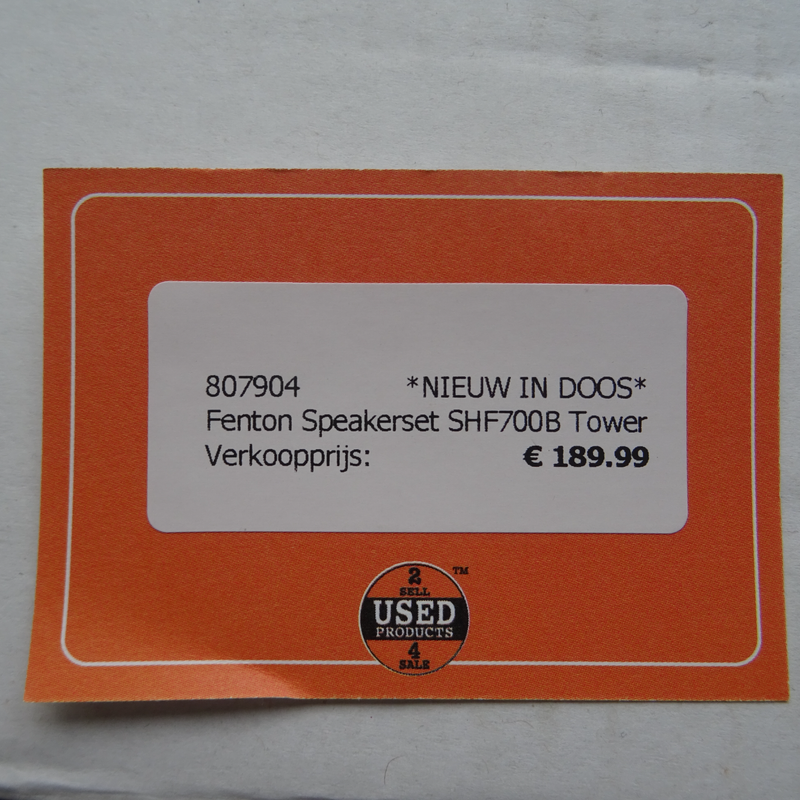 807904 *NIEUW IN DOOS*
Fenton Speakerset SHF700B Tower
Verkoopprijs: € 189.99
2 TM
SELL
USED
PRODUCTS
4
SALE